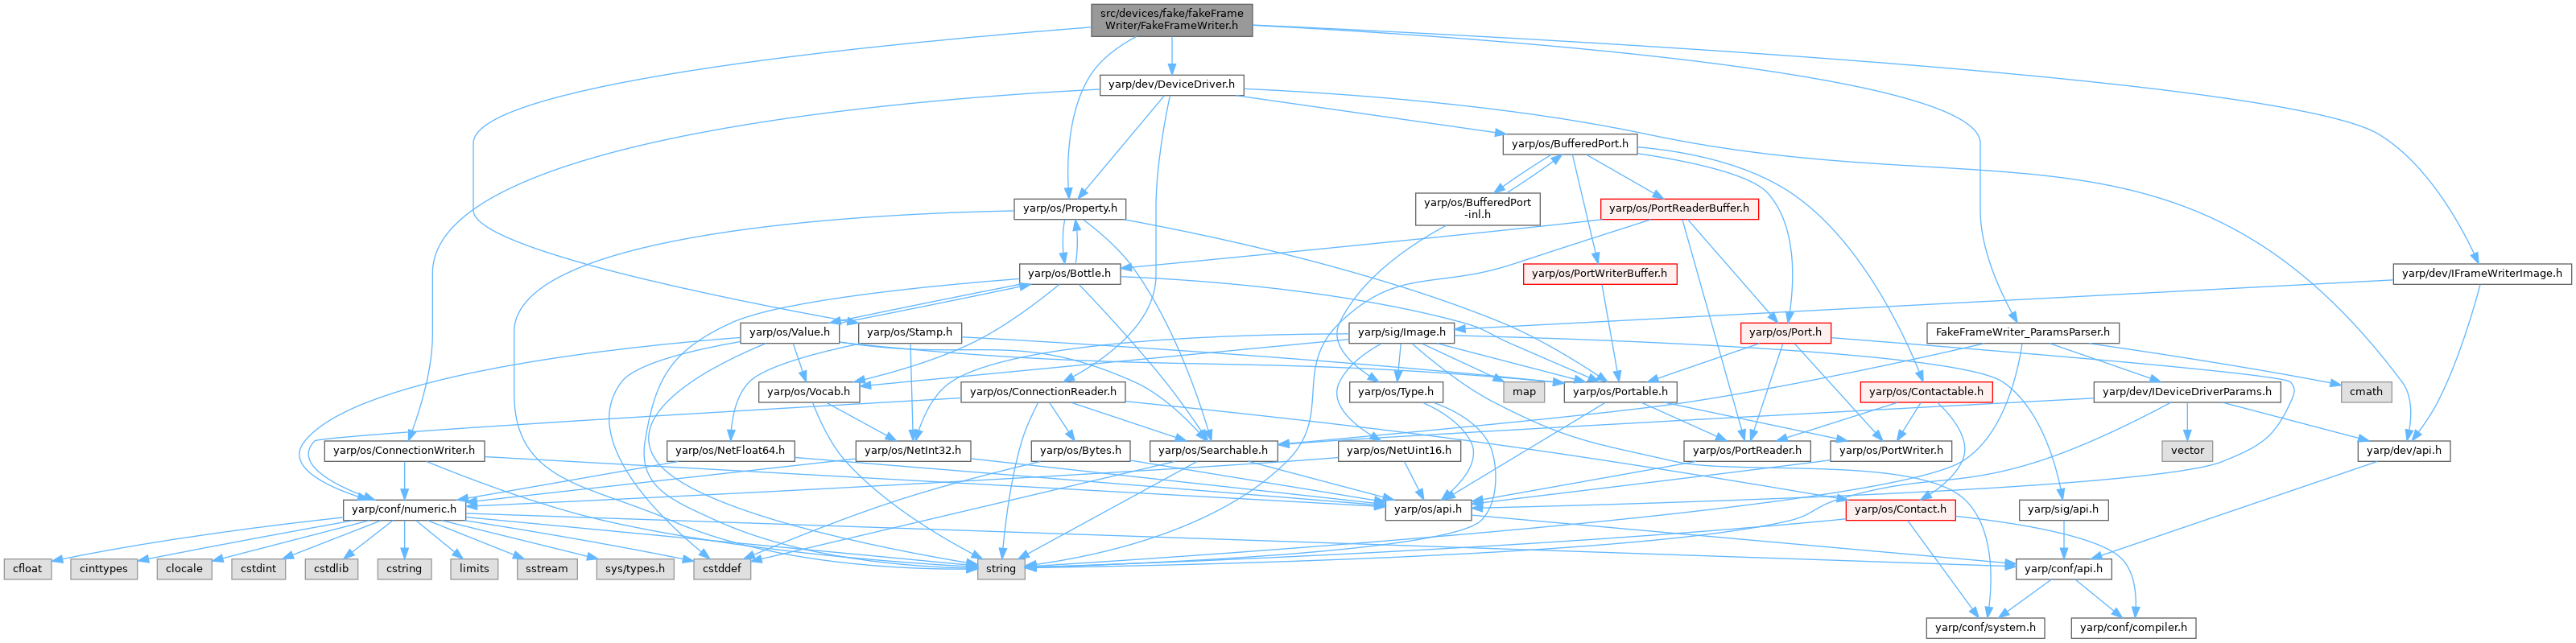 src/devices/fake/fakeFrame
Writer/FakeFrameWriter.h
yarp/dev/DeviceDriver.h
yarp/os/BufferedPort.h
yarp/os/BufferedPort
-inl.h
yarp/os/Property.h
yarp/os/PortReaderBuffer.h
yarp/os/Bottle.h
yarp/os/PortWriterBuffer.h
yarp/dev/IFrameWriterImage.h
yarp/os/Value.h
yarp/os/Stamp.h
yarp/sig/Image.h
yarp/os/Port.h
FakeFrameWriter_ParamsParser.h
yarp/os/Vocab.h
yarp/os/ConnectionReader.h
yarp/os/Type.h
map
yarp/os/Portable.h
yarp/os/Contactable.h
yarp/dev/IDeviceDriverParams.h
cmath
yarp/os/ConnectionWriter.h
yarp/os/NetFloat64.h
yarp/os/NetInt32.h
yarp/os/Bytes.h
yarp/os/Searchable.h
yarp/os/NetUint16.h
yarp/os/PortReader.h
yarp/os/PortWriter.h
vector
yarp/dev/api.h
yarp/conf/numeric.h
yarp/os/api.h
yarp/os/Contact.h
yarp/sig/api.h
cfloat
cinttypes
clocale
cstdint
cstdlib
cstring
limits
sstream
sys/types.h
cstddef
string
yarp/conf/api.h
yarp/conf/system.h
yarp/conf/compiler.h